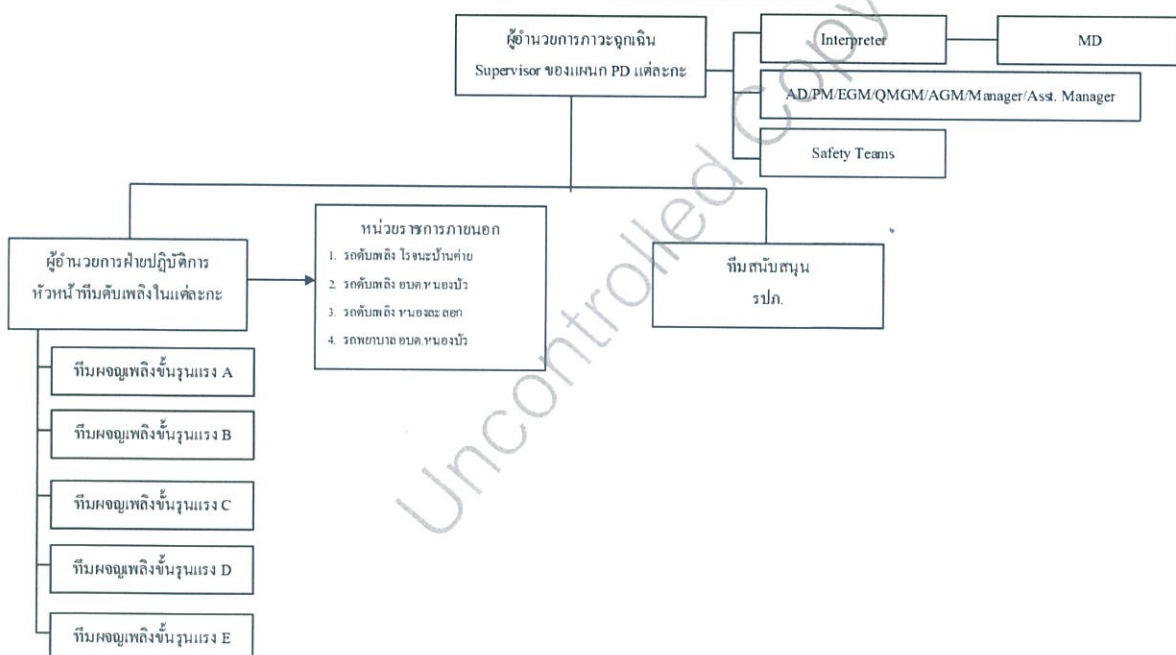 ผู้อำนวยการภาวะฉุกเฉิน
Supervisor ของแผนก PD แต่ละกะ
Interpreter
MD
AD/PM/EGM/QMGM/AGM/Manager/Asst. Manager
Safety Teams
ผู้อำนวยการฝ่ายปฏิบัติการ
หัวหน้าทีมดับเพลิงในแต่ละกะ
หน่วยราชการภายนอก
1. รถดับเพลิง โรจนะบ้านค่าย
2. รถดับเพลิง อบต.หนองบัว
3. รถดับเพลิง หนองละลอก
4. รถพยาบาล อบต.หนองบัว
ทีมสนับสนุน
รปภ.
ทีมผจญเพลิงขั้นรุนแรง A
ทีมผจญเพลิงขั้นรุนแรง B
ทีมผจญเพลิงขั้นรุนแรง C
ทีมผจญเพลิงขั้นรุนแรง D
ทีมผจญเพลิงขั้นรุนแรง E
Uncontrolled Copy